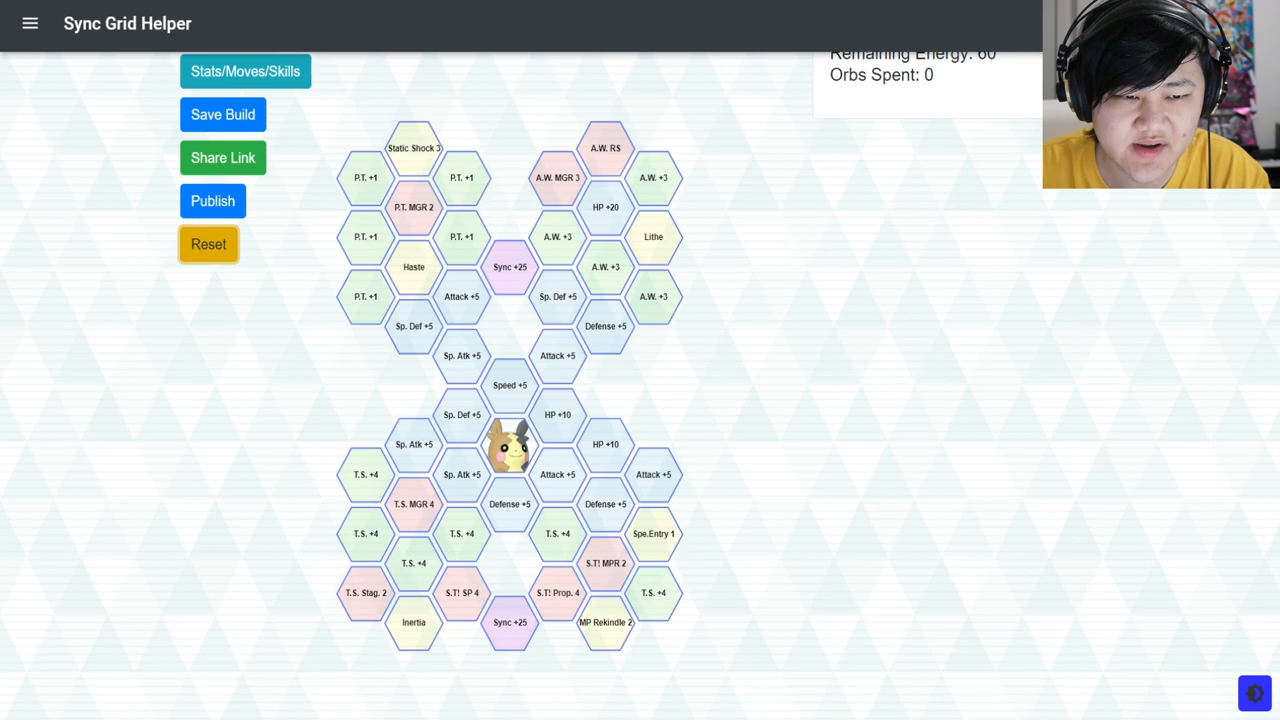 Sync Grid Helper
Remaining Energy: 60
Orbs Spent: 0
Stats/Moves/Skills
Save Build
Share Link
Publish
Reset
Static Shock 3
A.W. RS
P.T. +1
P.T. +1
A.W. MGR 3
A.W. +3
P.T. MGR 2
HP +20
P.T. +1
P.T. +1
A.W. +3
Lithe
Haste
Sync +25
A.W. +3
P.T. +1
Attack +5
Sp. Def +5
A.W. +3
Sp. Def +5
Defense +5
Sp. Atk +5
Attack +5
Speed +5
Sp. Def +5
HP +10
Sp. Atk +5
HP +10
T.S. +4
Sp. Atk +5
Attack +5
Attack +5
T.S. MGR 4
Defense +5
Defense +5
T.S. +4
T.S. +4
T.S. +4
Spe.Entry 1
T.S. +4
S.T! MPR 2
T.S. Stag. 2
S.T! SP 4
S.T! Prop. 4
T.S. +4
Inertia
Sync +25
MP Rekindle 2